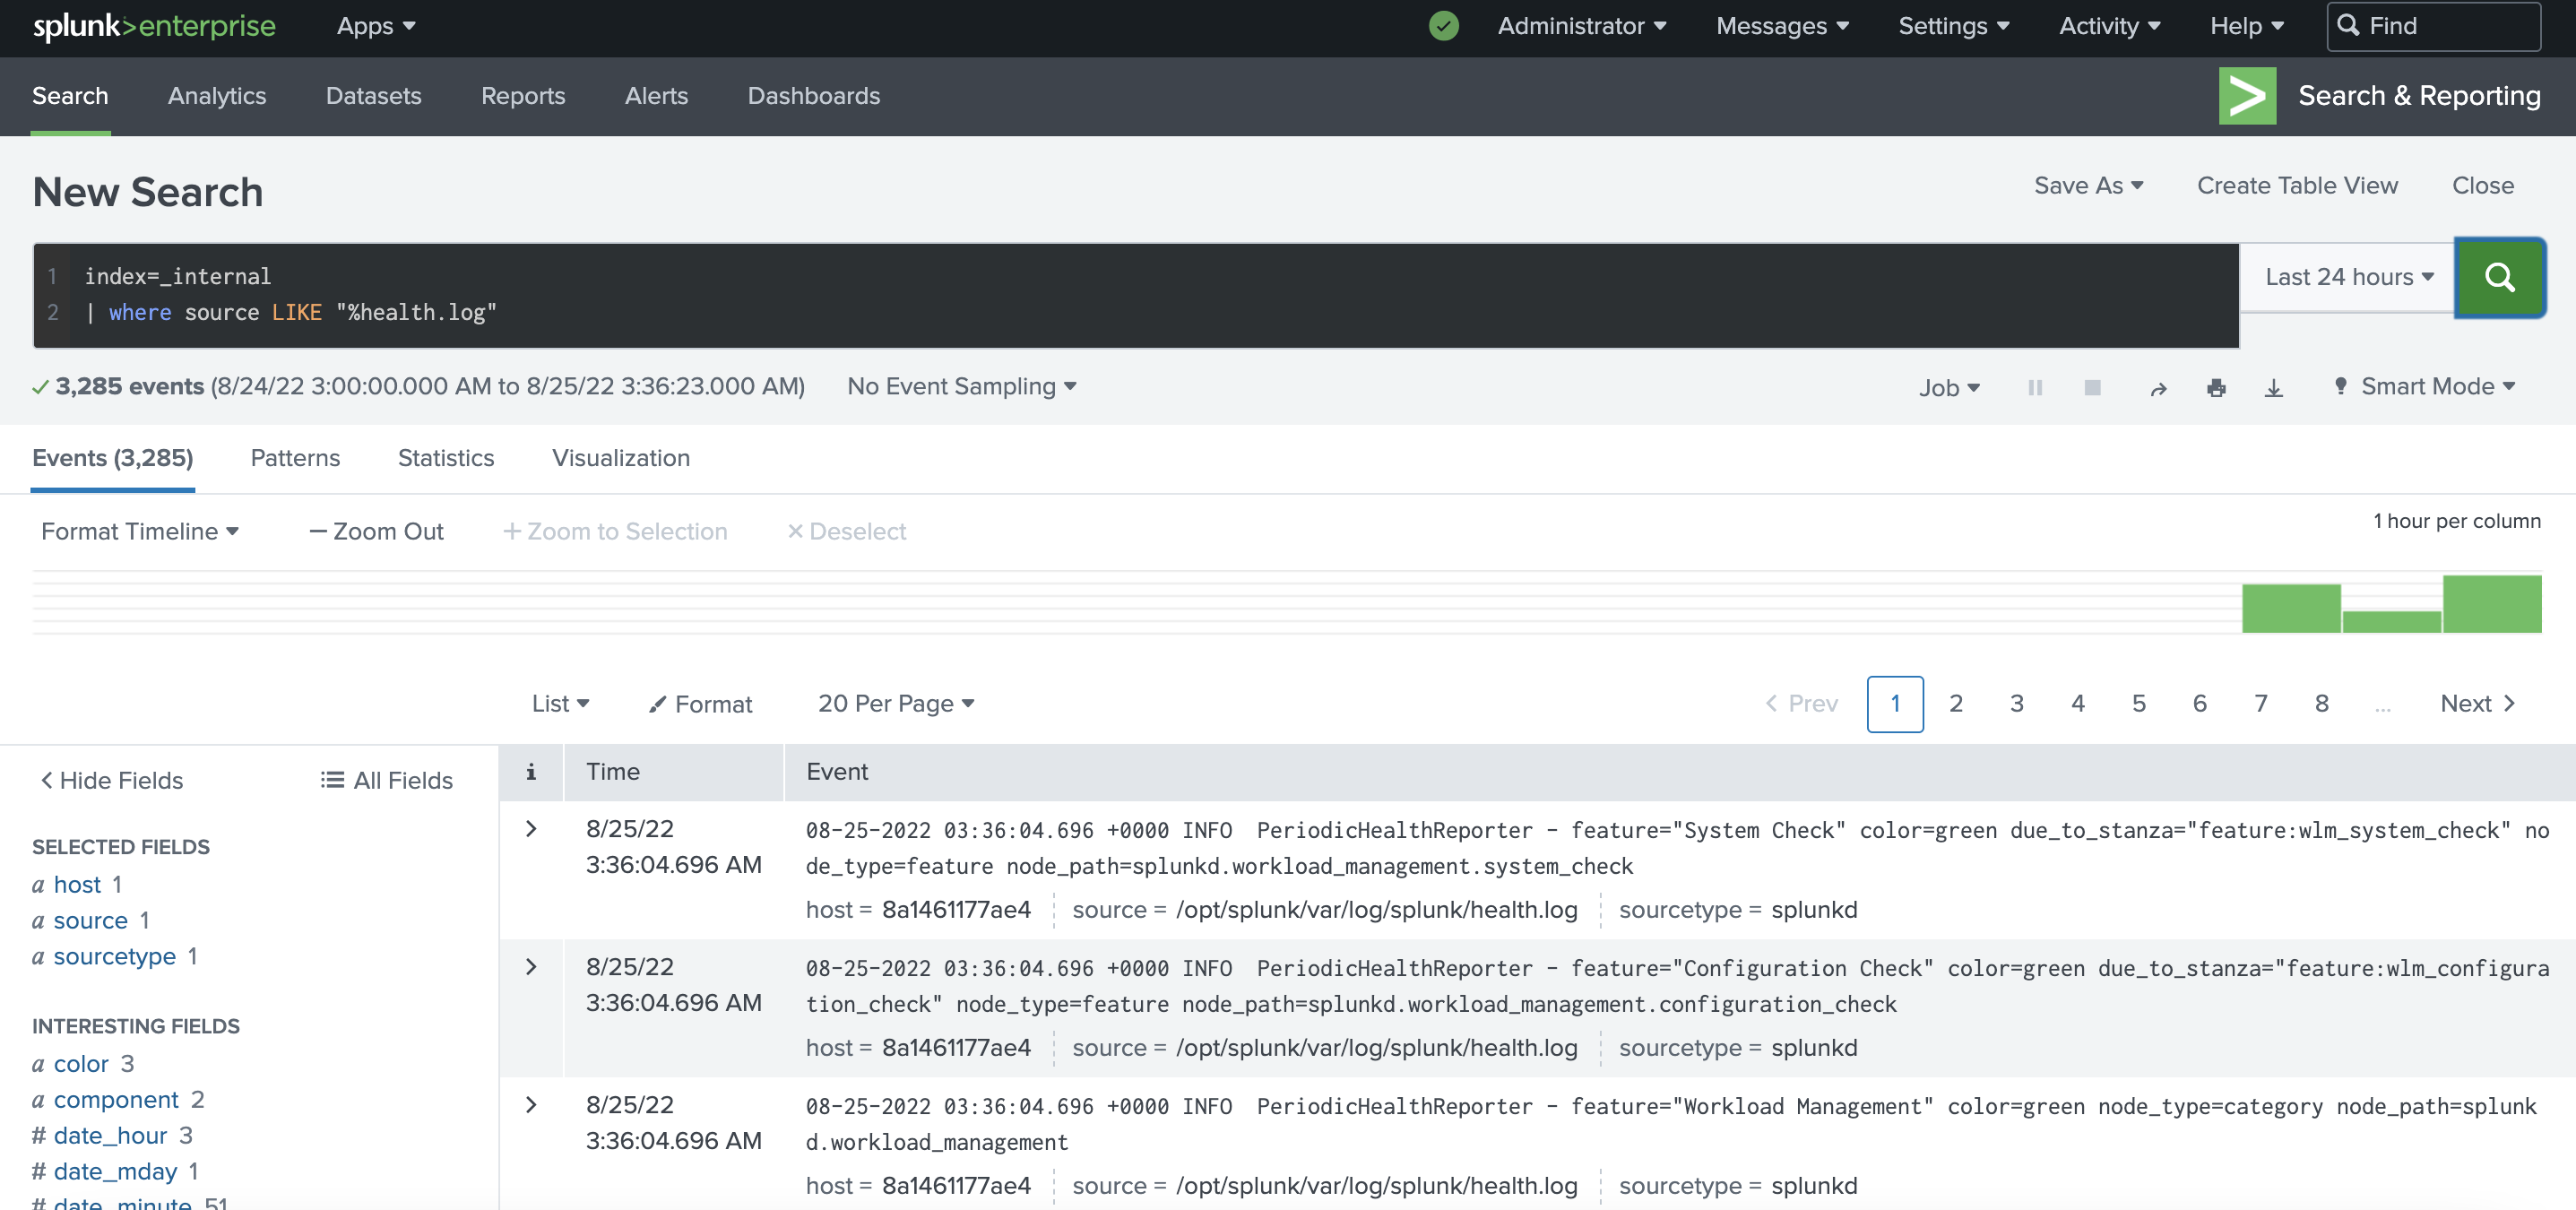 splunk>enterprise Apps Administrator Messages Settings Activity Help Find
Search Analytics Datasets Reports Alerts Dashboards Search & Reporting
New Search Save As Create Table View Close
1 index=_internal Last 24 hours
2 | where source LIKE "%health.log"
3,285 events (8/24/22 3:00:00.000 AM to 8/25/22 3:36:23.000 AM) No Event Sampling Job Smart Mode
Events (3,285) Patterns Statistics Visualization
Format Timeline — Zoom Out + Zoom to Selection × Deselect 1 hour per column
List Format 20 Per Page < Prev 1 2 3 4 5 6 7 8 ... Next >
< Hide Fields All Fields
SELECTED FIELDS
a host 1
a source 1
a sourcetype 1
INTERESTING FIELDS
a color 3
a component 2
# date_hour 3
# date_mday 1
# date_minute 51
i Time Event
> 8/25/22 08-25-2022 03:36:04.696 +0000 INFO PeriodicHealthReporter - feature="System Check" color=green due_to_stanza="feature:wlm_system_check" no
3:36:04.696 AM de_type=feature node_path=splunkd.workload_management.system_check
host = 8a1461177ae4 source = /opt/splunk/var/log/splunk/health.log sourcetype = splunkd
> 8/25/22 08-25-2022 03:36:04.696 +0000 INFO PeriodicHealthReporter - feature="Configuration Check" color=green due_to_stanza="feature:wlm_configura
3:36:04.696 AM tion_check" node_type=feature node_path=splunkd.workload_management.configuration_check
host = 8a1461177ae4 source = /opt/splunk/var/log/splunk/health.log sourcetype = splunkd
> 8/25/22 08-25-2022 03:36:04.696 +0000 INFO PeriodicHealthReporter - feature="Workload Management" color=green node_type=category node_path=splunk
3:36:04.696 AM d.workload_management
host = 8a1461177ae4 source = /opt/splunk/var/log/splunk/health.log sourcetype = splunkd